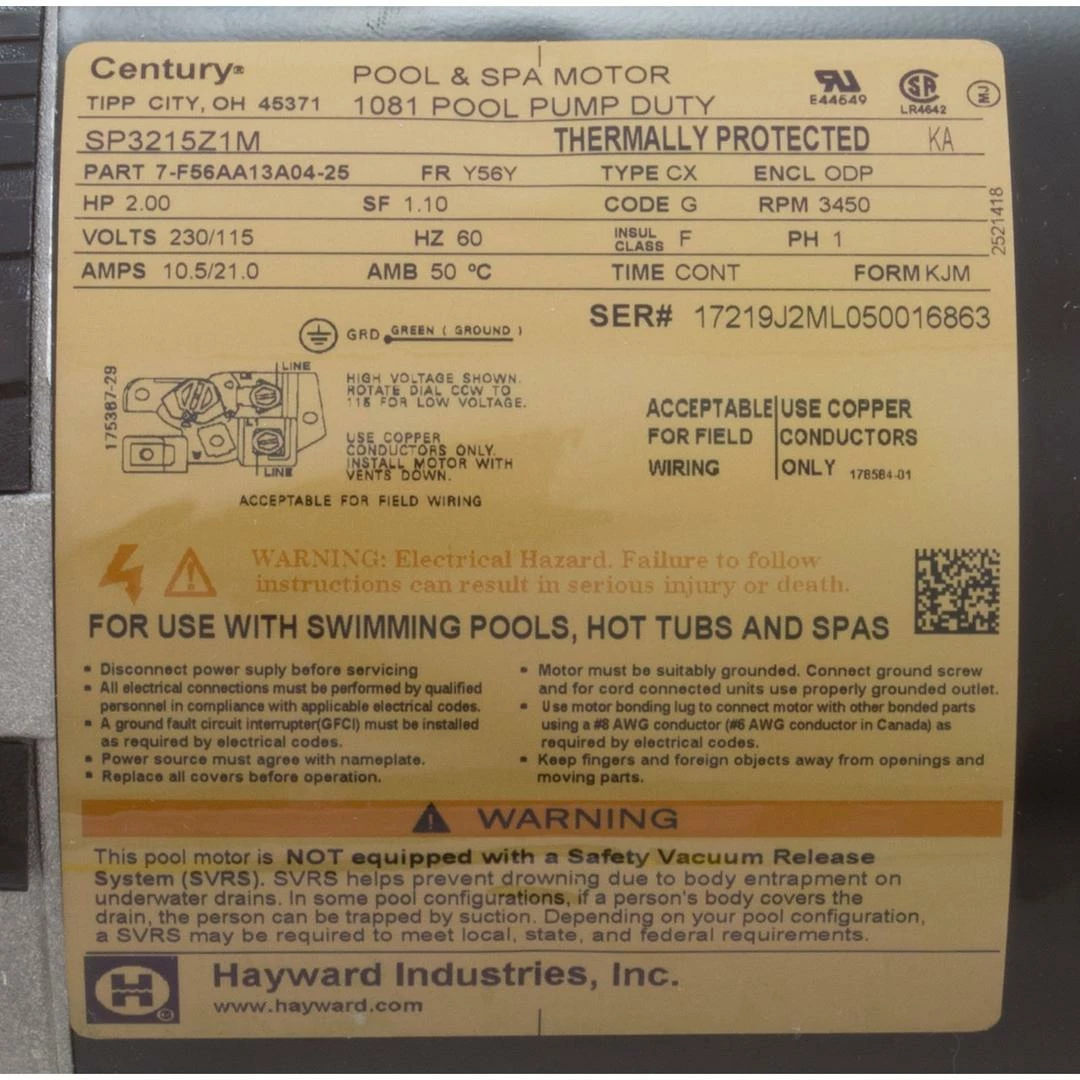 Century®
POOL & SPA MOTOR
TIPP CITY, OH 45371
1081 POOL PUMP DUTY
E44649
LR4642
MJ
SP3215Z1M
THERMALLY PROTECTED
KA
PART 7-F56AA13A04-25 FR Y56Y TYPE CX ENCL ODP
HP 2.00 SF 1.10 CODE G RPM 3450
VOLTS 230/115 HZ 60 INSUL CLASS F PH 1
AMPS 10.5/21.0 AMB 50 ºC TIME CONT FORM KJM
2521418
SER# 17219J2ML050016863
GRD GREEN ( GROUND )
175387-29
LINE
HIGH VOLTAGE SHOWN.
ROTATE DIAL CCW TO
115 FOR LOW VOLTAGE.
USE COPPER
CONDUCTORS ONLY.
INSTALL MOTOR WITH
VENTS DOWN.
LINE
ACCEPTABLE FOR FIELD WIRING
ACCEPTABLE USE COPPER
FOR FIELD CONDUCTORS
WIRING ONLY 178584-01
WARNING: Electrical Hazard. Failure to follow
instructions can result in serious injury or death.
FOR USE WITH SWIMMING POOLS, HOT TUBS AND SPAS
▪ Disconnect power suply before servicing
▪ All electrical connections must be performed by qualified
personnel in compliance with applicable electrical codes.
▪ A ground fault circuit interrupter(GFCI) must be installed
as required by electrical codes.
▪ Power source must agree with nameplate.
▪ Replace all covers before operation.
▪ Motor must be suitably grounded. Connect ground screw
and for cord connected units use properly grounded outlet.
▪ Use motor bonding lug to connect motor with other bonded parts
using a #8 AWG conductor (#6 AWG conductor in Canada) as
required by electrical codes.
▪ Keep fingers and foreign objects away from openings and
moving parts.
WARNING
This pool motor is NOT equipped with a Safety Vacuum Release
System (SVRS). SVRS helps prevent drowning due to body entrapment on
underwater drains. In some pool configurations, if a person's body covers the
drain, the person can be trapped by suction. Depending on your pool configuration,
a SVRS may be required to meet local, state, and federal requirements.
H
Hayward Industries, Inc.
www.hayward.com